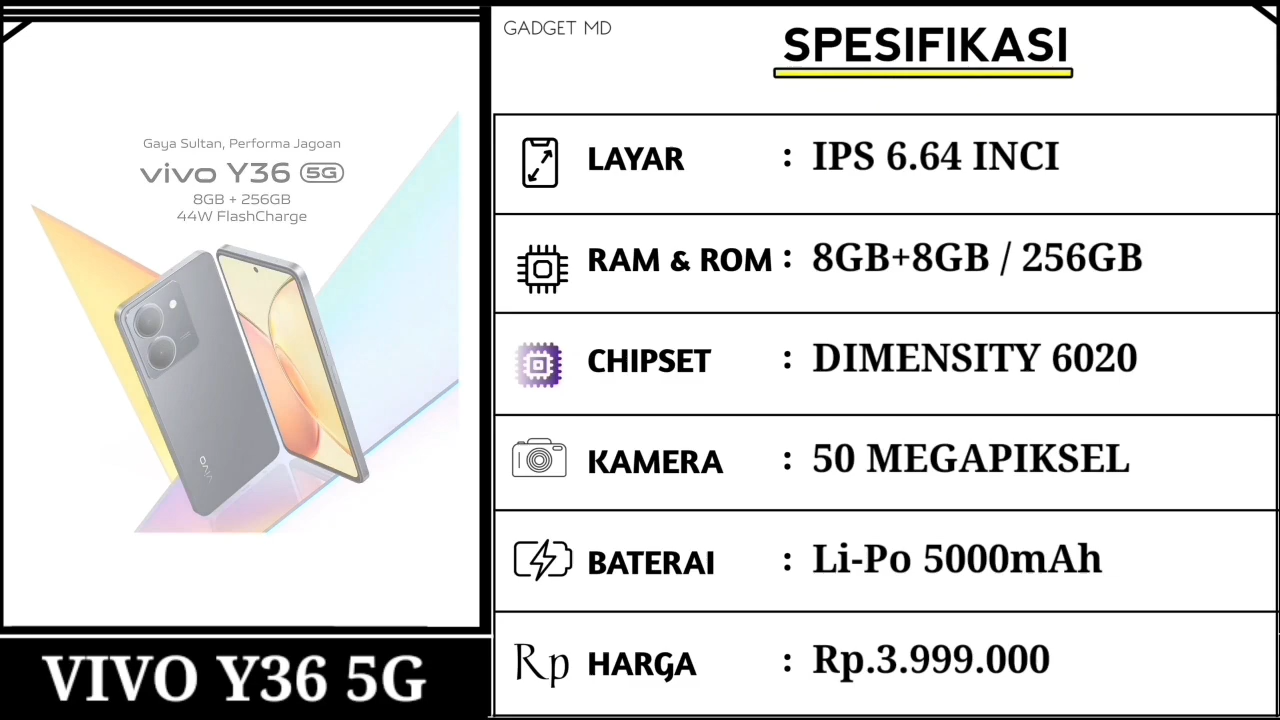 Gaya Sultan, Performa Jagoan
vivo Y36 5G
8GB + 256GB
44W FlashCharge
vivo
VIVO Y36 5G
GADGET MD
SPESIFIKASI
LAYAR : IPS 6.64 INCI
RAM & ROM : 8GB+8GB / 256GB
CHIPSET : DIMENSITY 6020
KAMERA : 50 MEGAPIKSEL
BATERAI : Li-Po 5000mAh
Rp HARGA : Rp.3.999.000